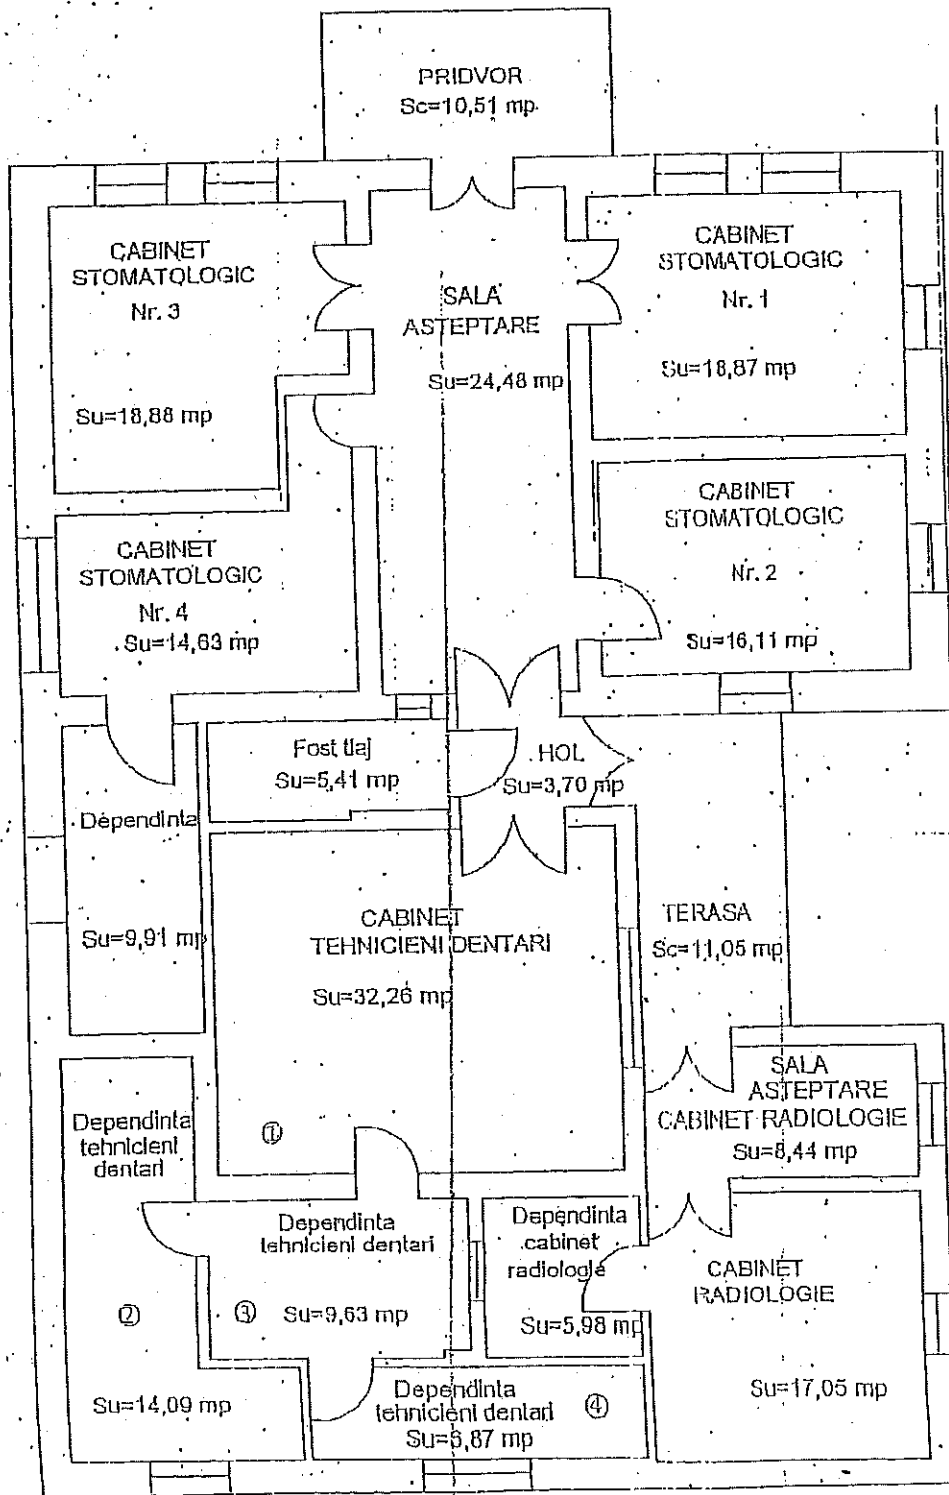 PRIDVOR
Sc=10,51 mp
CABINET
STOMATOLOGIC
Nr. 3
Su=18,88 mp
SALA
ASTEPTARE
Su=24,48 mp
CABINET
STOMATOLOGIC
Nr. 1
Su=18,87 mp
CABINET
STOMATOLOGIC
Nr. 2
Su=16,11 mp
CABINET
STOMATOLOGIC
Nr. 4
Su=14,63 mp
Fost
Su=5,41 mp
HOL
Su=3,70 mp
Dependinta
Su=9,91 mp
CABINET
TEHNICIENI DENTARI
Su=32,26 mp
①
TERASA
Sc=11,05 mp
SALA
ASTEPTARE
CABINET RADIOLOGIE
Su=8,44 mp
Dependinta
tehnicieni
dentari
②
Su=14,09 mp
Dependinta
tehnicieni dentari
③ Su=9,63 mp
Dependinta
cabinet
radiologie
Su=5,98 mp
CABINET
RADIOLOGIE
Su=17,05 mp
Dependinta
tehnicieni dentari
④